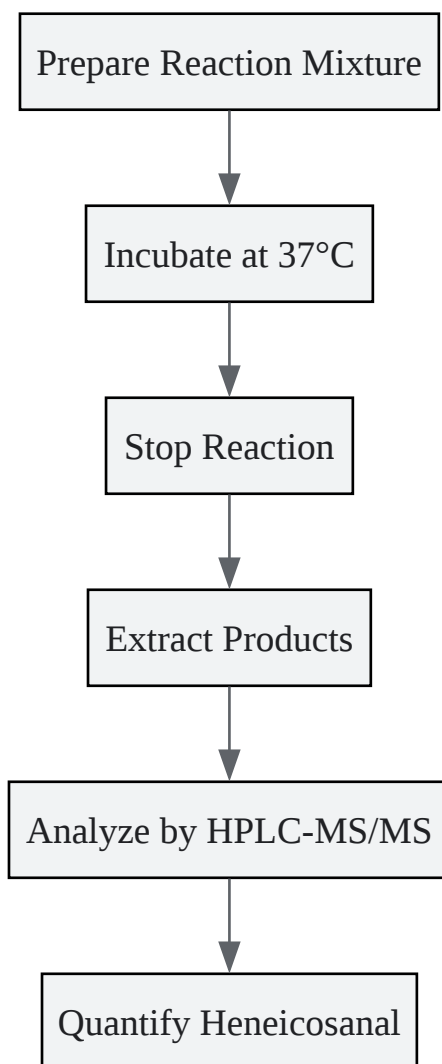 Prepare Reaction Mixture
Incubate at 37°C
Stop Reaction
Extract Products
Analyze by HPLC-MS/MS
Quantify Heneicosanal